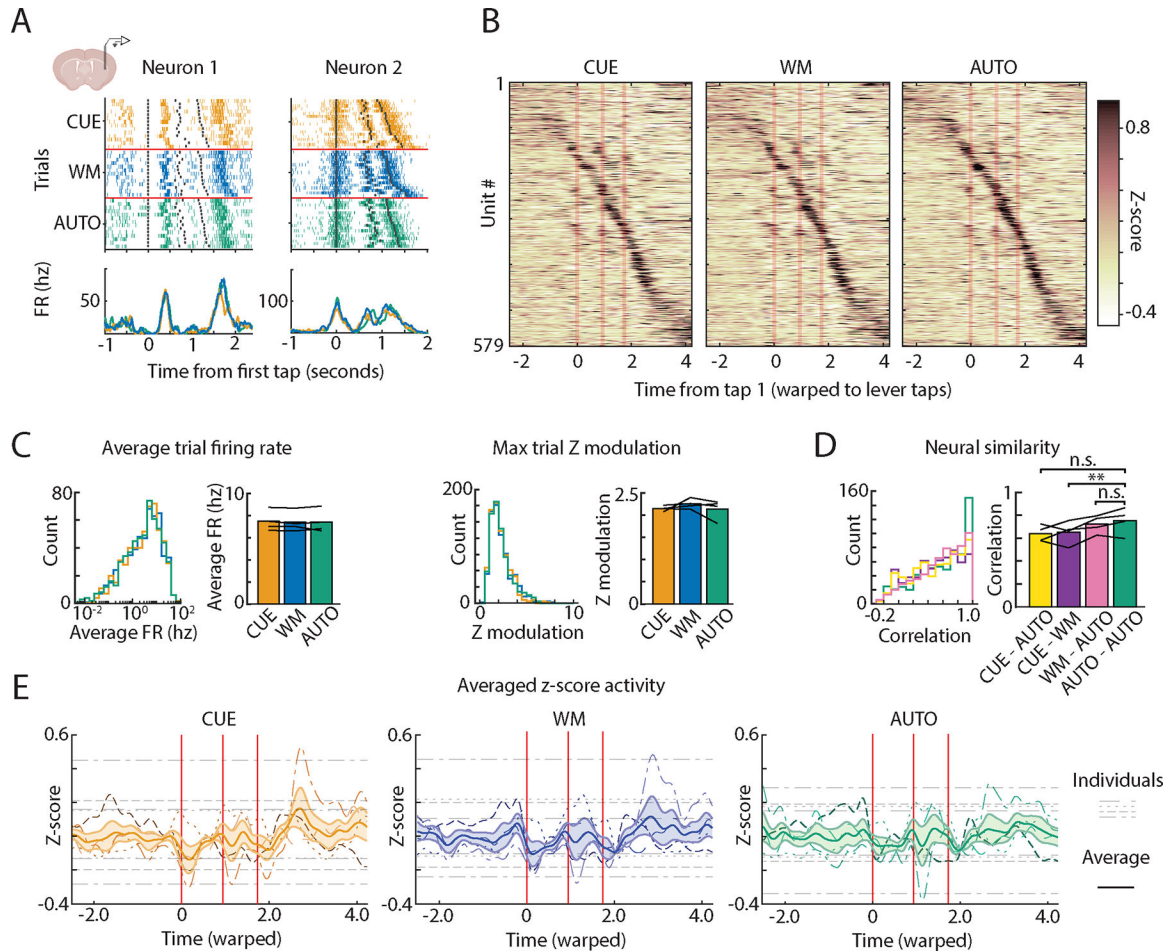 A
Neuron 1
Neuron 2
Trials
CUE
WM
AUTO
FR (hz)
50
100
-1 0 1 2
-1 0 1 2
Time from first tap (seconds)
B
CUE
WM
AUTO
Unit #
1
579
-2 0 2 4
-2 0 2 4
-2 0 2 4
Time from tap 1 (warped to lever taps)
0.8
Z-score
-0.4
C
Average trial firing rate
Count
80
0
10⁻² 10⁰ 10²
Average FR (hz)
Average FR (hz)
10
0
CUE
WM
AUTO
Max trial Z modulation
Count
200
0
0 10
Z modulation
Z modulation
2.5
0
CUE
WM
AUTO
D
Neural similarity
Count
160
0
-0.2 1.0
Correlation
Correlation
1
0
n.s.
**
n.s.
CUE - AUTO
CUE - WM
WM - AUTO
AUTO - AUTO
E
Averaged z-score activity
CUE
WM
AUTO
Z-score
0.6
-0.4
-2.0 0 2.0 4.0
Time (warped)
Z-score
0.6
-0.4
-2.0 0 2.0 4.0
Time (warped)
Z-score
0.6
-0.4
-2.0 0 2.0 4.0
Time (warped)
Individuals
Average